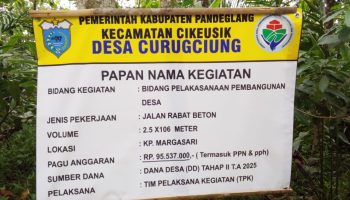 PEMERINTAH KABUPATEN PANDEGLANG
KECAMATAN CIKEUSIK
DESA CURUGCIUNG
PAPAN NAMA KEGIATAN
BIDANG KEGIATAN : BIDANG PELAKASANAAN PEMBANGUNAN
DESA
JENIS PEKERJAAN : JALAN RABAT BETON
VOLUME : 2.5 X106 METER
LOKASI : KP. MARGASARI
PAGU ANGGARAN : RP. 95.537.000,- ( Termasuk PPN & pph)
SUMBER DANA : DANA DESA (DD) TAHAP II T.A 2025
PELAKSANA : TIM PELAKSANA KEGIATAN (TPK)